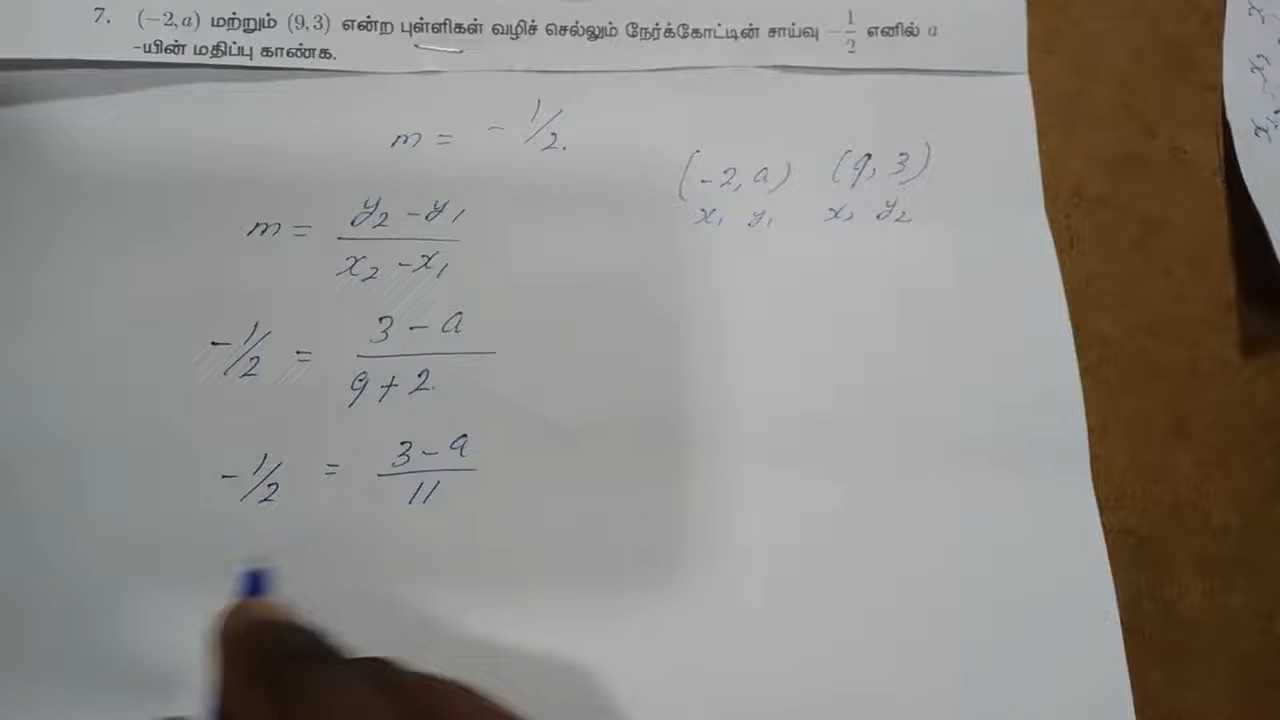 7. (−2, a) மற்றும் (9, 3) என்ற புள்ளிகள் வழிச் செல்லும் நேர்க்கோட்டின் சாய்வு −1/2 எனில் a
-யின் மதிப்பு காண்க.
m = - 1/2.
(-2, a) (9, 3)
x₁ y₁ x₂ y₂
m = y₂ - y₁ / x₂ - x₁
-1/2 = 3 - a / 9 + 2
-1/2 = 3 - a / 11